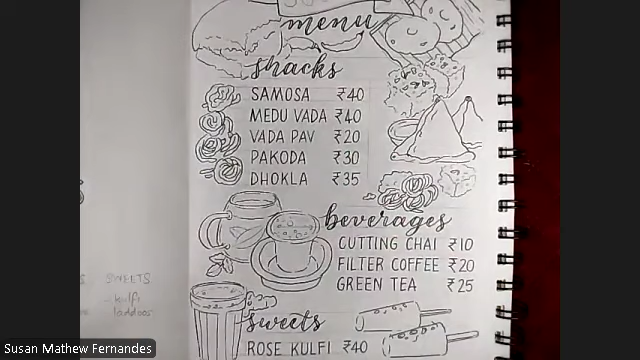 menu
snacks
SAMOSA ₹40
MEDU VADA ₹40
VADA PAV ₹20
PAKODA ₹30
DHOKLA ₹35
beverages
CUTTING CHAI ₹10
FILTER COFFEE ₹20
GREEN TEA ₹25
sweets
ROSE KULFI ₹40
SWEETS
kulfi
laddoos
Susan Mathew Fernandes